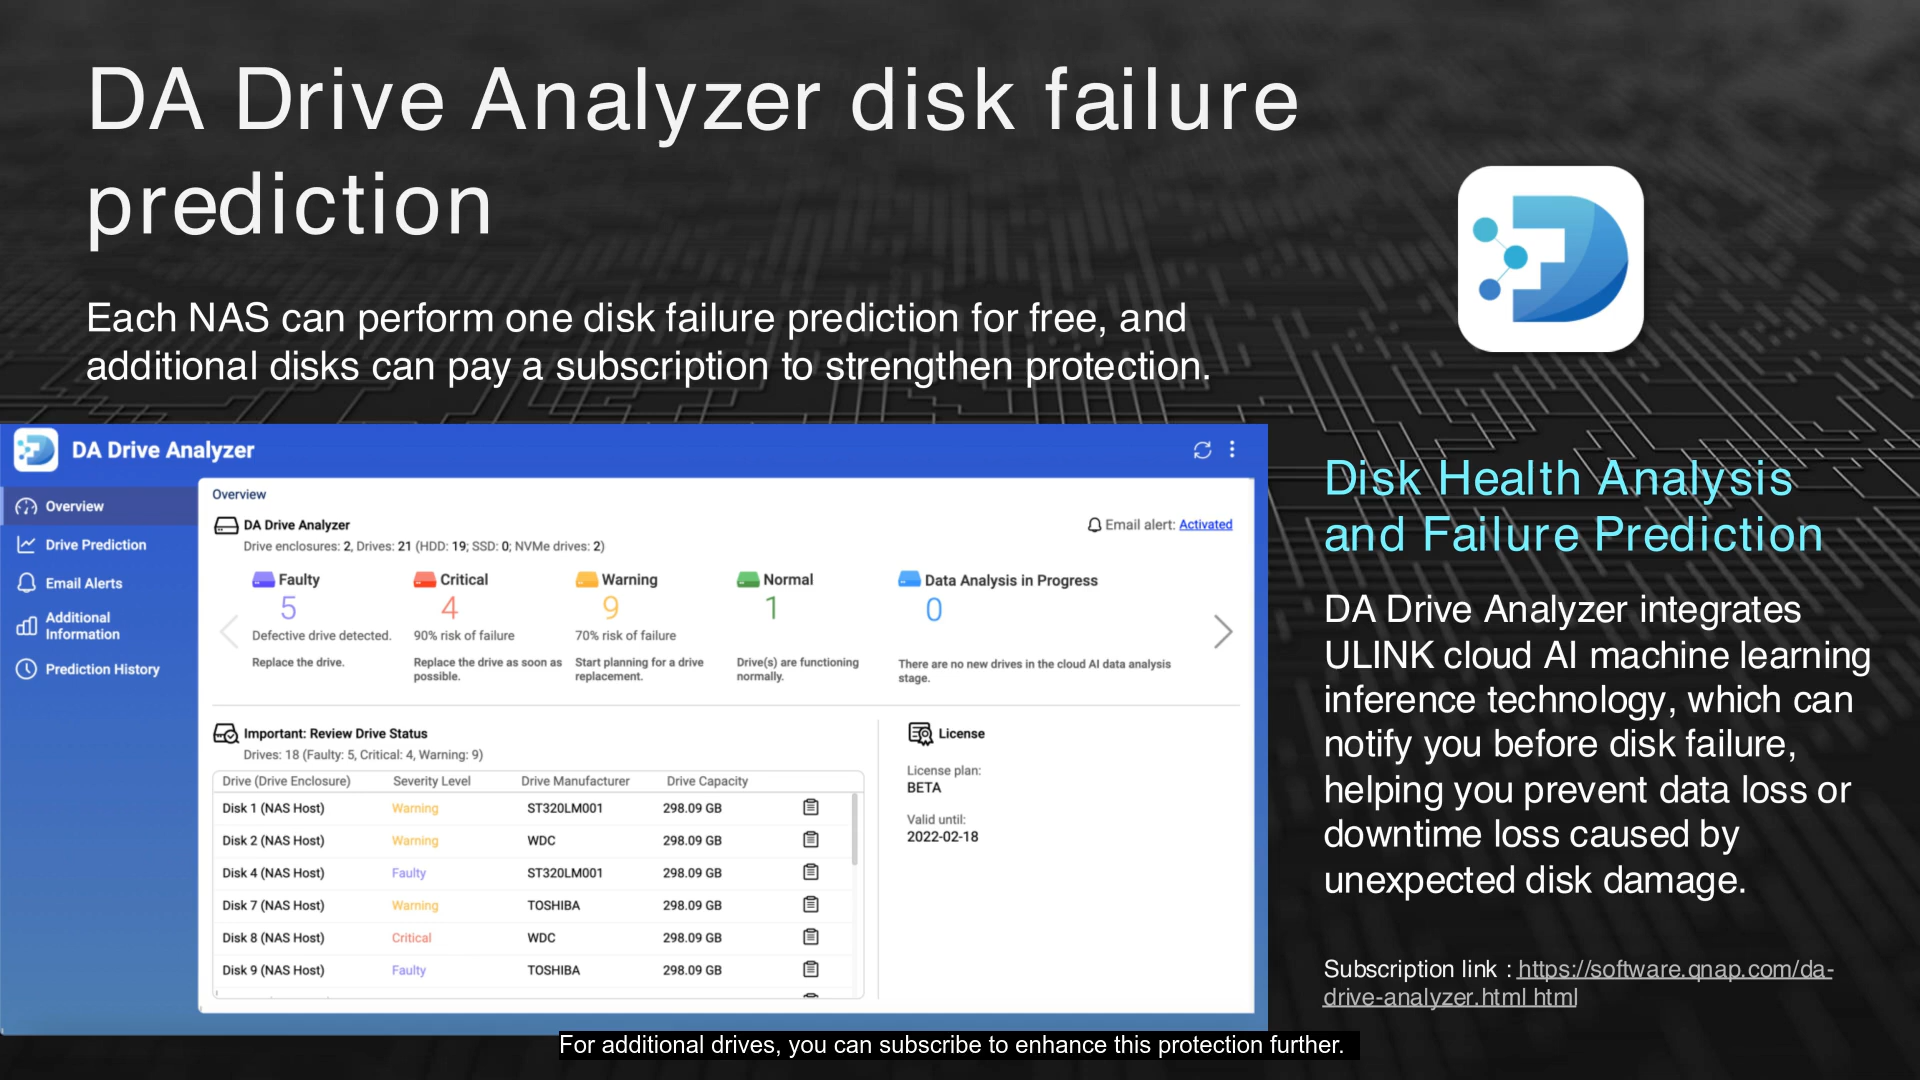 DA Drive Analyzer disk failure
prediction
Each NAS can perform one disk failure prediction for free, and
additional disks can pay a subscription to strengthen protection.
DA Drive Analyzer
Overview
Drive Prediction
Email Alerts
Additional
Information
Prediction History
Overview
DA Drive Analyzer
Email alert: Activated
Drive enclosures: 2, Drives: 21 (HDD: 19; SSD: 0; NVMe drives: 2)
Faulty
5
Defective drive detected.
Replace the drive.
Critical
4
90% risk of failure
Replace the drive as soon as
possible.
Warning
9
70% risk of failure
Start planning for a drive
replacement.
Normal
1
Drive(s) are functioning
normally.
Data Analysis in Progress
0
There are no new drives in the cloud AI data analysis
stage.
Important: Review Drive Status
Drives: 18 (Faulty: 5, Critical: 4, Warning: 9)
Drive (Drive Enclosure) Severity Level Drive Manufacturer Drive Capacity
Disk 1 (NAS Host) Warning ST320LM001 298.09 GB
Disk 2 (NAS Host) Warning WDC 298.09 GB
Disk 4 (NAS Host) Faulty ST320LM001 298.09 GB
Disk 7 (NAS Host) Warning TOSHIBA 298.09 GB
Disk 8 (NAS Host) Critical WDC 298.09 GB
Disk 9 (NAS Host) Faulty TOSHIBA 298.09 GB
License
License plan:
BETA
Valid until:
2022-02-18
Disk Health Analysis
and Failure Prediction
DA Drive Analyzer integrates
ULINK cloud AI machine learning
inference technology, which can
notify you before disk failure,
helping you prevent data loss or
downtime loss caused by
unexpected disk damage.
Subscription link : https://software.qnap.com/da-
drive-analyzer.html html
For additional drives, you can subscribe to enhance this protection further.